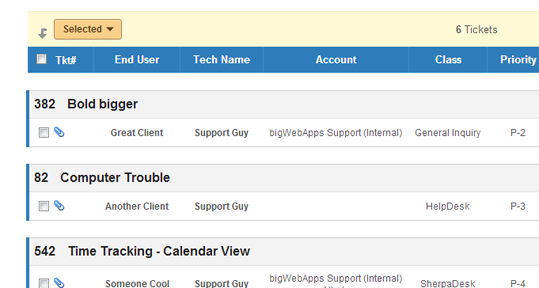 Selected
6 Tickets
Tkt# End User Tech Name Account Class Priority
382 Bold bigger
Great Client Support Guy bigWebApps Support (Internal) General Inquiry P-2
82 Computer Trouble
Another Client Support Guy HelpDesk P-3
542 Time Tracking - Calendar View
Someone Cool Support Guy bigWebApps Support (Internal) SherpaDesk P-4